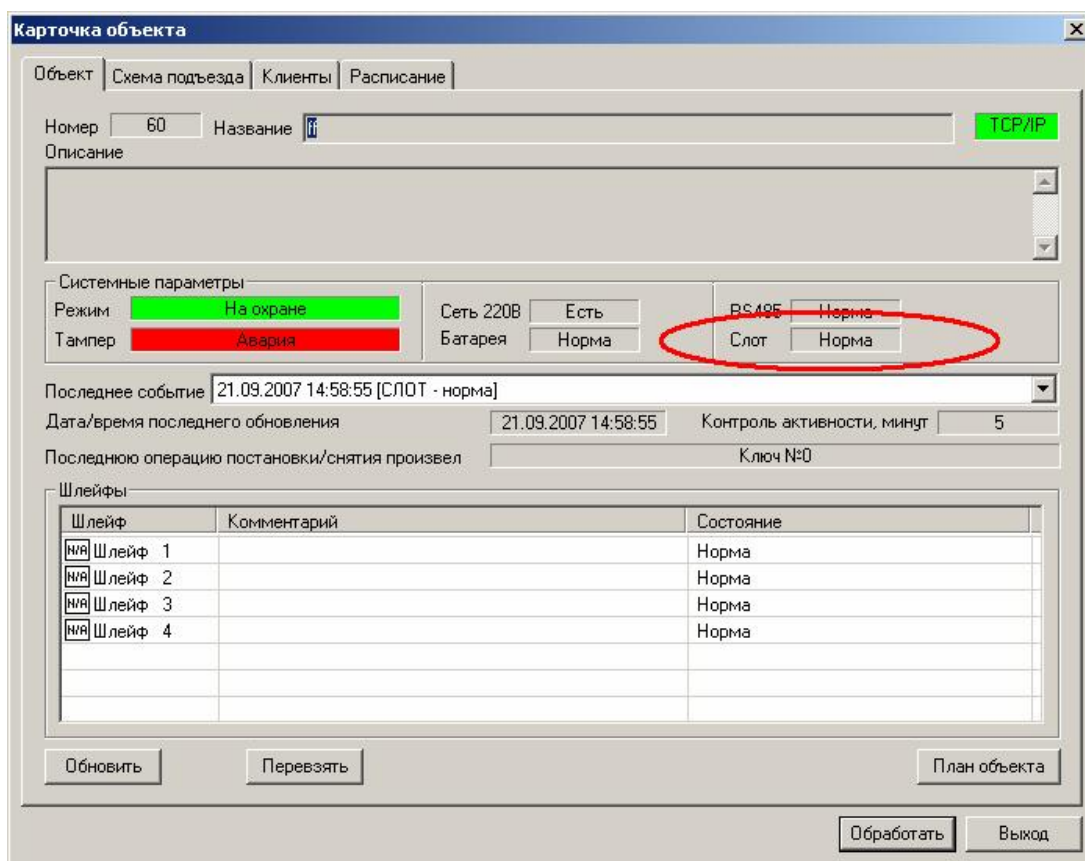 Карточка объекта
Объект Схема подъезда Клиенты Расписание
Номер 60 Название ff TCP/IP
Описание
Системные параметры
Режим На охране Сеть 220В Есть RS485 Норма
Тампер Авария Батарея Норма Слот Норма
Последнее событие 21.09.2007 14:58:55 [СЛОТ - норма]
Дата/время последнего обновления 21.09.2007 14:58:55 Контроль активности, минут 5
Последнюю операцию постановки/снятия произвел Ключ №0
Шлейфы
Шлейф Комментарий Состояние
N/A Шлейф 1 Норма
N/A Шлейф 2 Норма
N/A Шлейф 3 Норма
N/A Шлейф 4 Норма
Обновить Перевзять План объекта
Обработать Выход